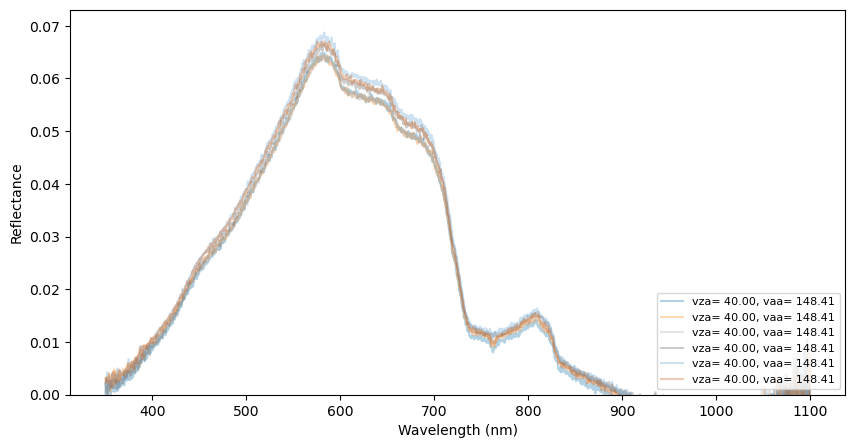 0.07
0.06
0.05
0.04
0.03
0.02
0.01
0.00
Reflectance
400 500 600 700 800 900 1000 1100
Wavelength (nm)
vza= 40.00, vaa= 148.41
vza= 40.00, vaa= 148.41
vza= 40.00, vaa= 148.41
vza= 40.00, vaa= 148.41
vza= 40.00, vaa= 148.41
vza= 40.00, vaa= 148.41